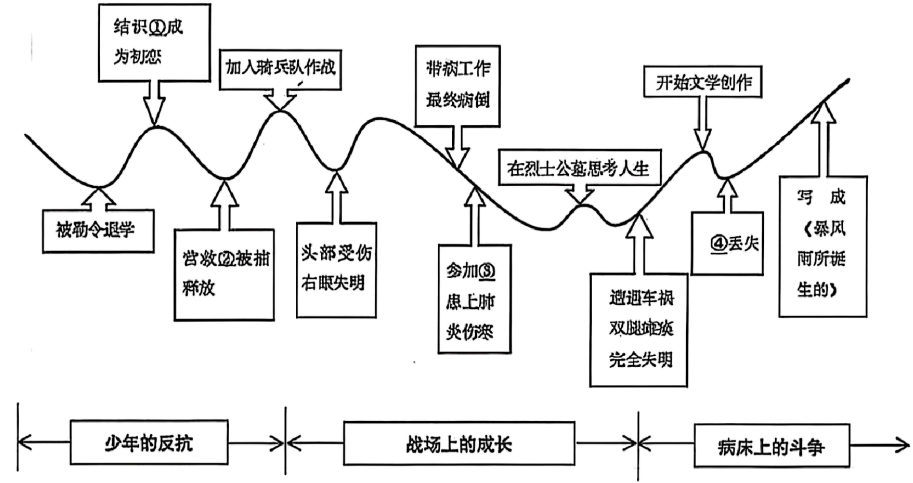 结识①成
为初恋
加入骑兵队作战
带病工作
最终病倒
开始文学创作
在烈士公墓思考人生
被勒令退学
营救②被捕
释放
头部受伤
右眼失明
参加③
患上肺
炎伤寒
遭遇车祸
双腿瘫痪
完全失明
④丢失
写成
《暴风
雨所诞
生的》
少年的反抗
战场上的成长
病床上的斗争